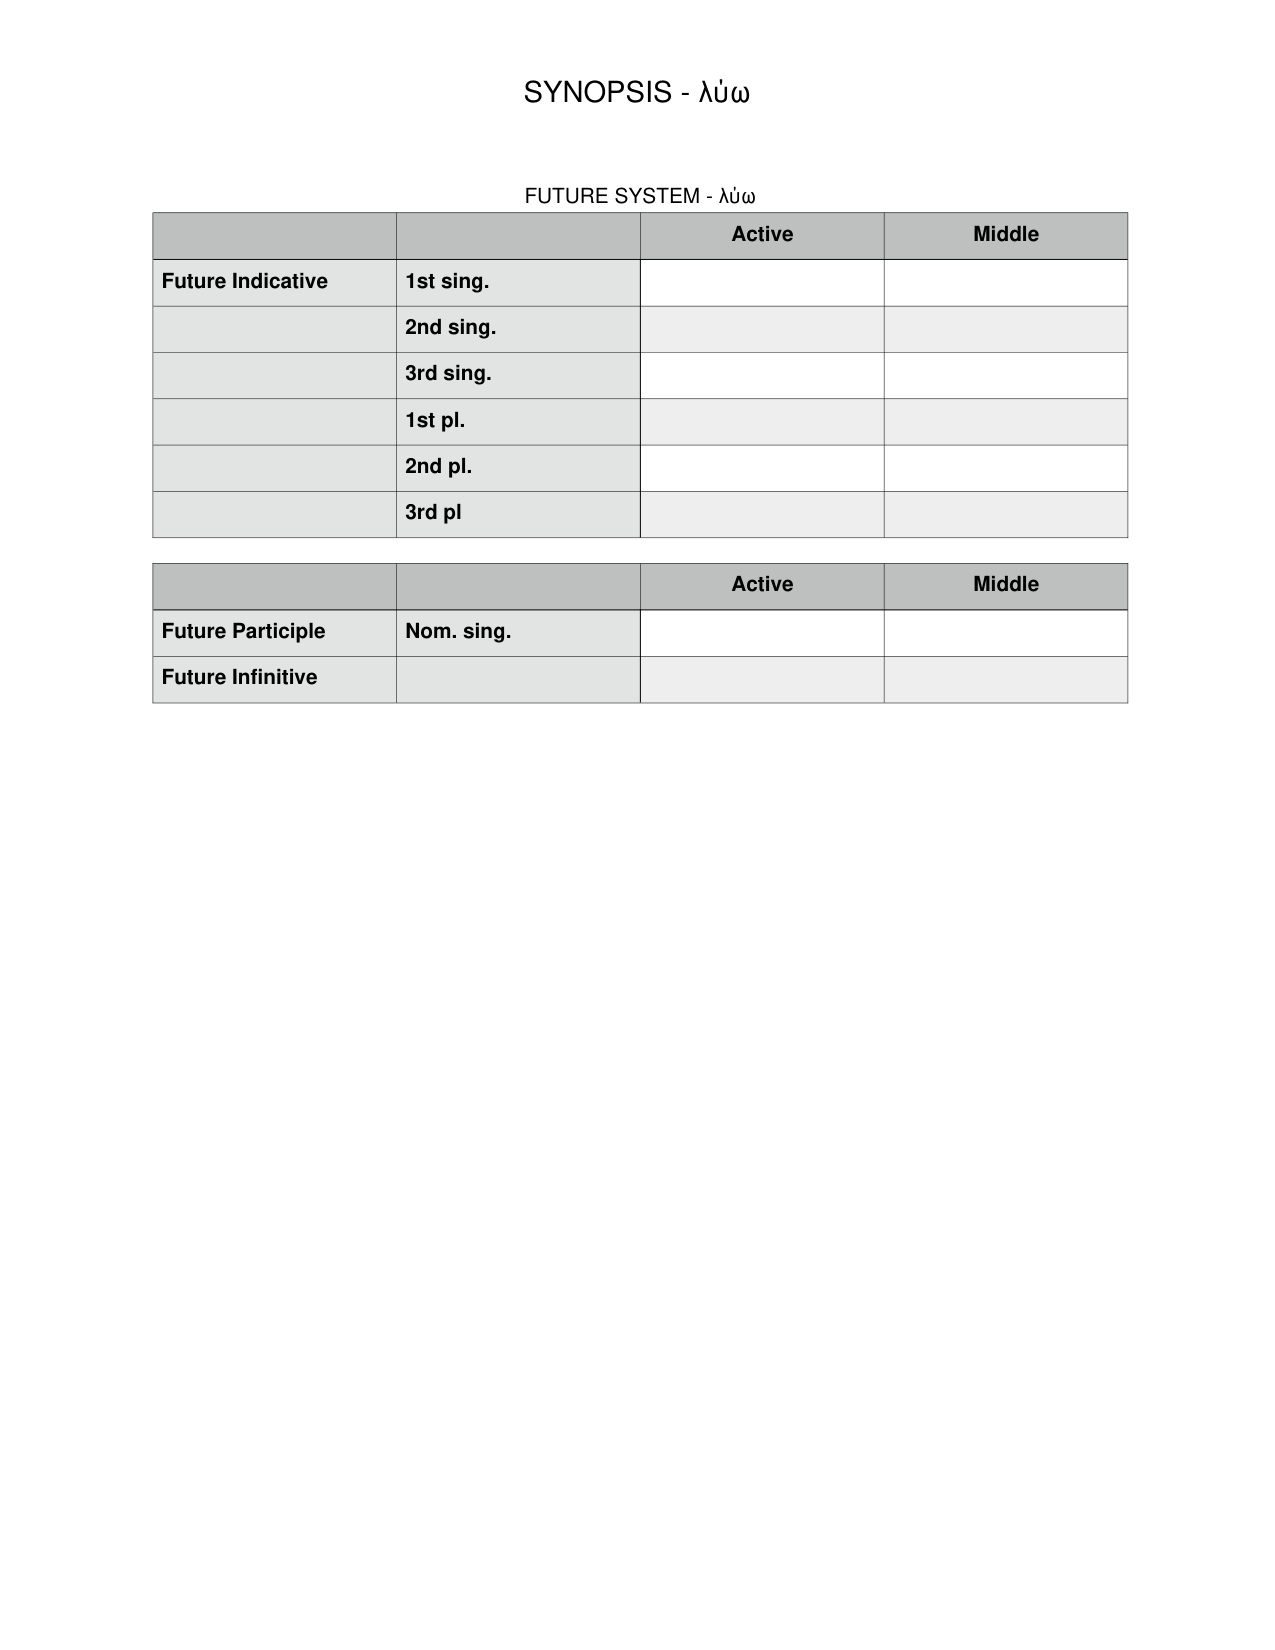 SYNOPSIS - λύω
FUTURE SYSTEM - λύω
Active Middle
Future Indicative 1st sing.
2nd sing.
3rd sing.
1st pl.
2nd pl.
3rd pl
Active Middle
Future Participle Nom. sing.
Future Infinitive